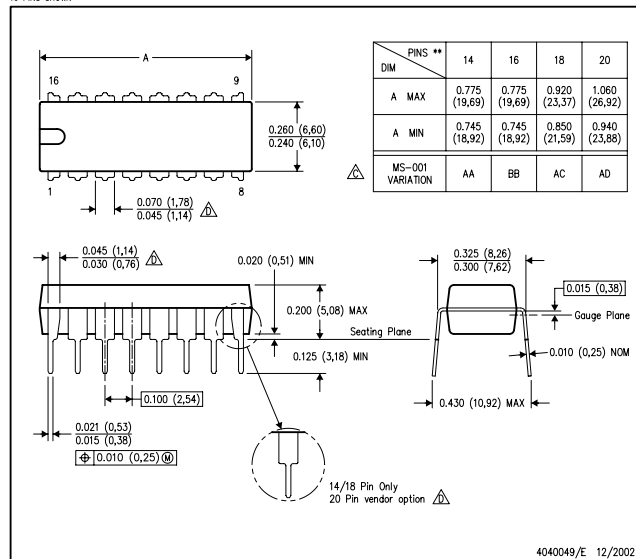 A
16 9
0.260 (6,60)
0.240 (6,10)
1 8
0.070 (1,78)
0.045 (1,14) D
PINS ** 14 16 18 20
DIM
A MAX 0.775 (19,69) 0.775 (19,69) 0.920 (23,37) 1.060 (26,92)
A MIN 0.745 (18,92) 0.745 (18,92) 0.850 (21,59) 0.940 (23,88)
C MS-001 VARIATION AA BB AC AD
0.045 (1,14)
0.030 (0,76) D
0.020 (0,51) MIN
0.200 (5,08) MAX
Seating Plane
0.125 (3,18) MIN
0.100 (2,54)
0.021 (0,53)
0.015 (0,38)
⌖ 0.010 (0,25) Ⓜ
14/18 Pin Only
20 Pin vendor option D
0.325 (8,26)
0.300 (7,62)
0.015 (0,38)
Gauge Plane
0.010 (0,25) NOM
0.430 (10,92) MAX
4040049/E 12/2002